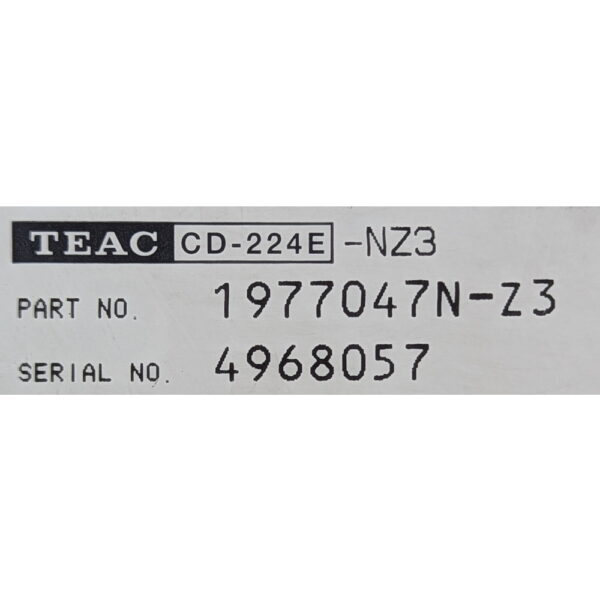 TEAC CD-224E -NZ3
PART NO. 1977047N-Z3
SERIAL NO. 4968057